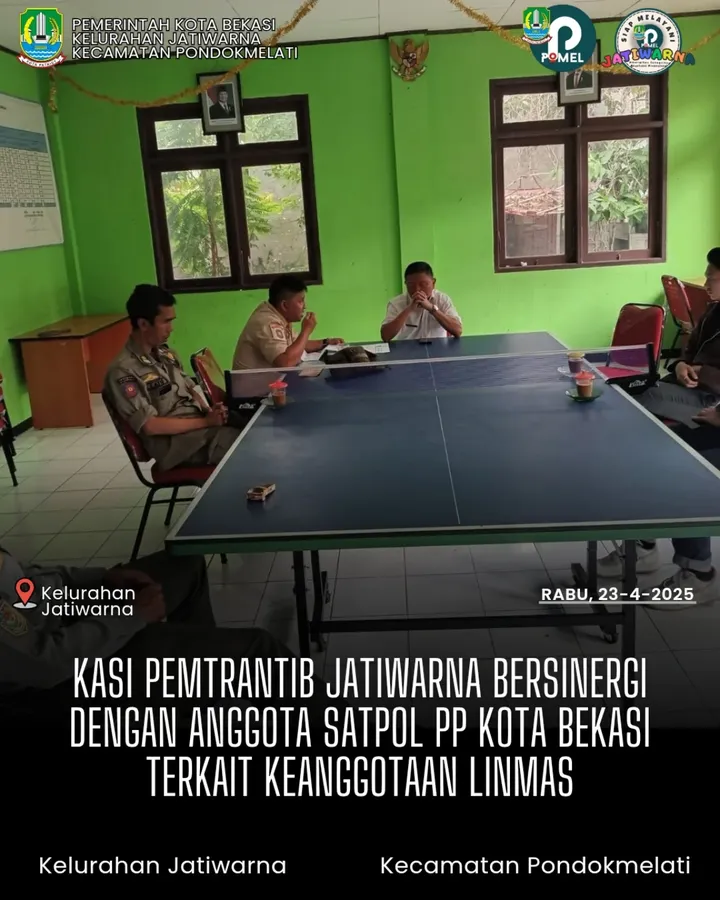 PEMERINTAH KOTA BEKASI
KELURAHAN JATIWARNA
KECAMATAN PONDOKMELATI
POMEL
SIAP MELAYANI
POMEL
JATIWARNA
Kelurahan
Jatiwarna
RABU, 23-4-2025
KASI PEMTRANTIB JATIWARNA BERSINERGI
DENGAN ANGGOTA SATPOL PP KOTA BEKASI
TERKAIT KEANGGOTAAN LINMAS
Kelurahan Jatiwarna
Kecamatan Pondokmelati